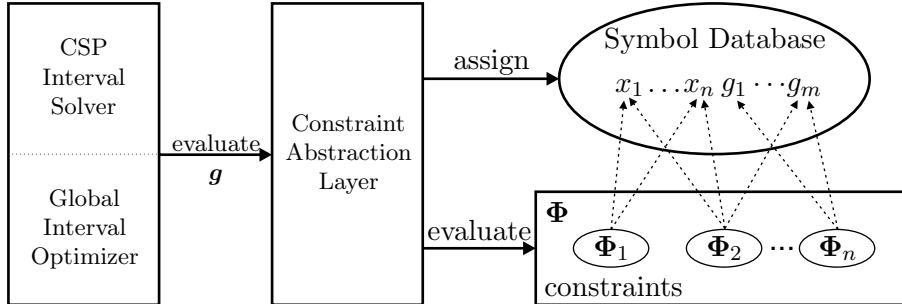 CSP
Interval
Solver
Global
Interval
Optimizer
evaluate
g
Constraint
Abstraction
Layer
assign
evaluate
Symbol Database
x₁ … xₙ g₁ ⋯ gₘ
Φ
Φ₁ Φ₂ ⋯ Φₙ
constraints